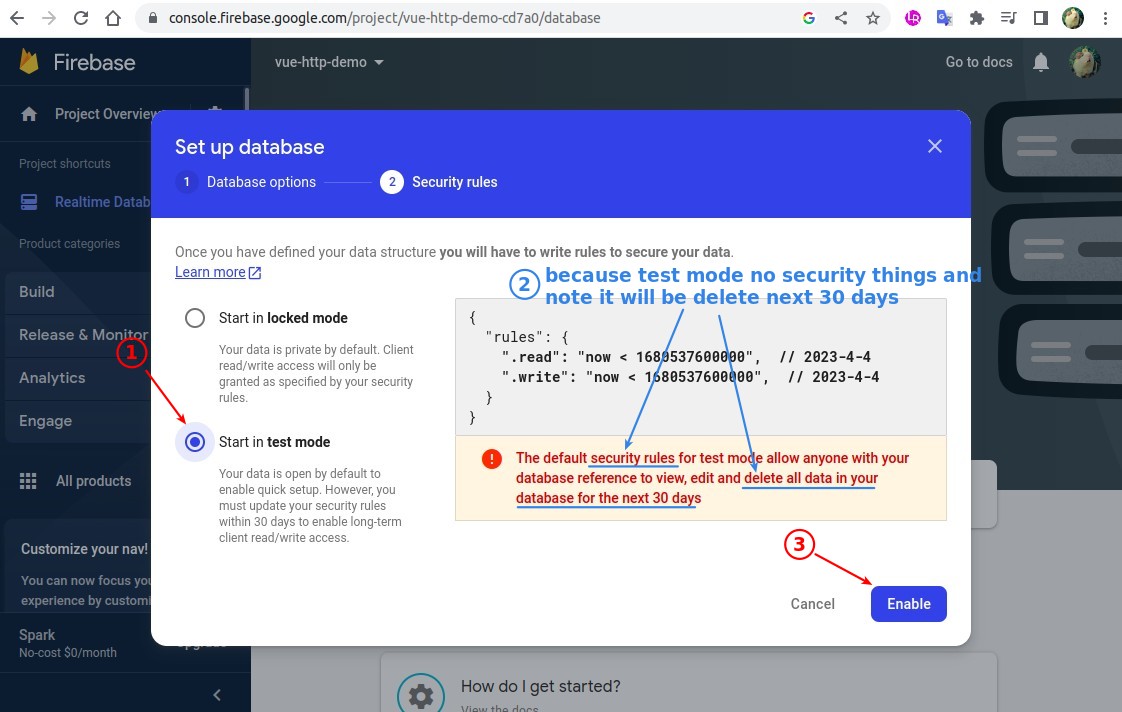 console.firebase.google.com/project/vue-http-demo-cd7a0/database
Firebase
vue-http-demo
Go to docs
Project Overview
Set up database
1 Database options
2 Security rules
Project shortcuts
Realtime Datab
Product categories
Build
Release & Monitor
Analytics
Engage
All products
Customize your nav!
You can now focus you
experience by customi
Spark
No-cost $0/month
Once you have defined your data structure you will have to write rules to secure your data.
Learn more
2 because test mode no security things and
note it will be delete next 30 days
Start in locked mode
Your data is private by default. Client
read/write access will only be
granted as specified by your security
rules.
1
Start in test mode
Your data is open by default to
enable quick setup. However, you
must update your security rules
within 30 days to enable long-term
client read/write access.
{
"rules": {
".read": "now < 1680537600000", // 2023-4-4
".write": "now < 1680537600000", // 2023-4-4
}
}
! The default security rules for test mode allow anyone with your
database reference to view, edit and delete all data in your
database for the next 30 days
3
Cancel
Enable
How do I get started?
View the docs